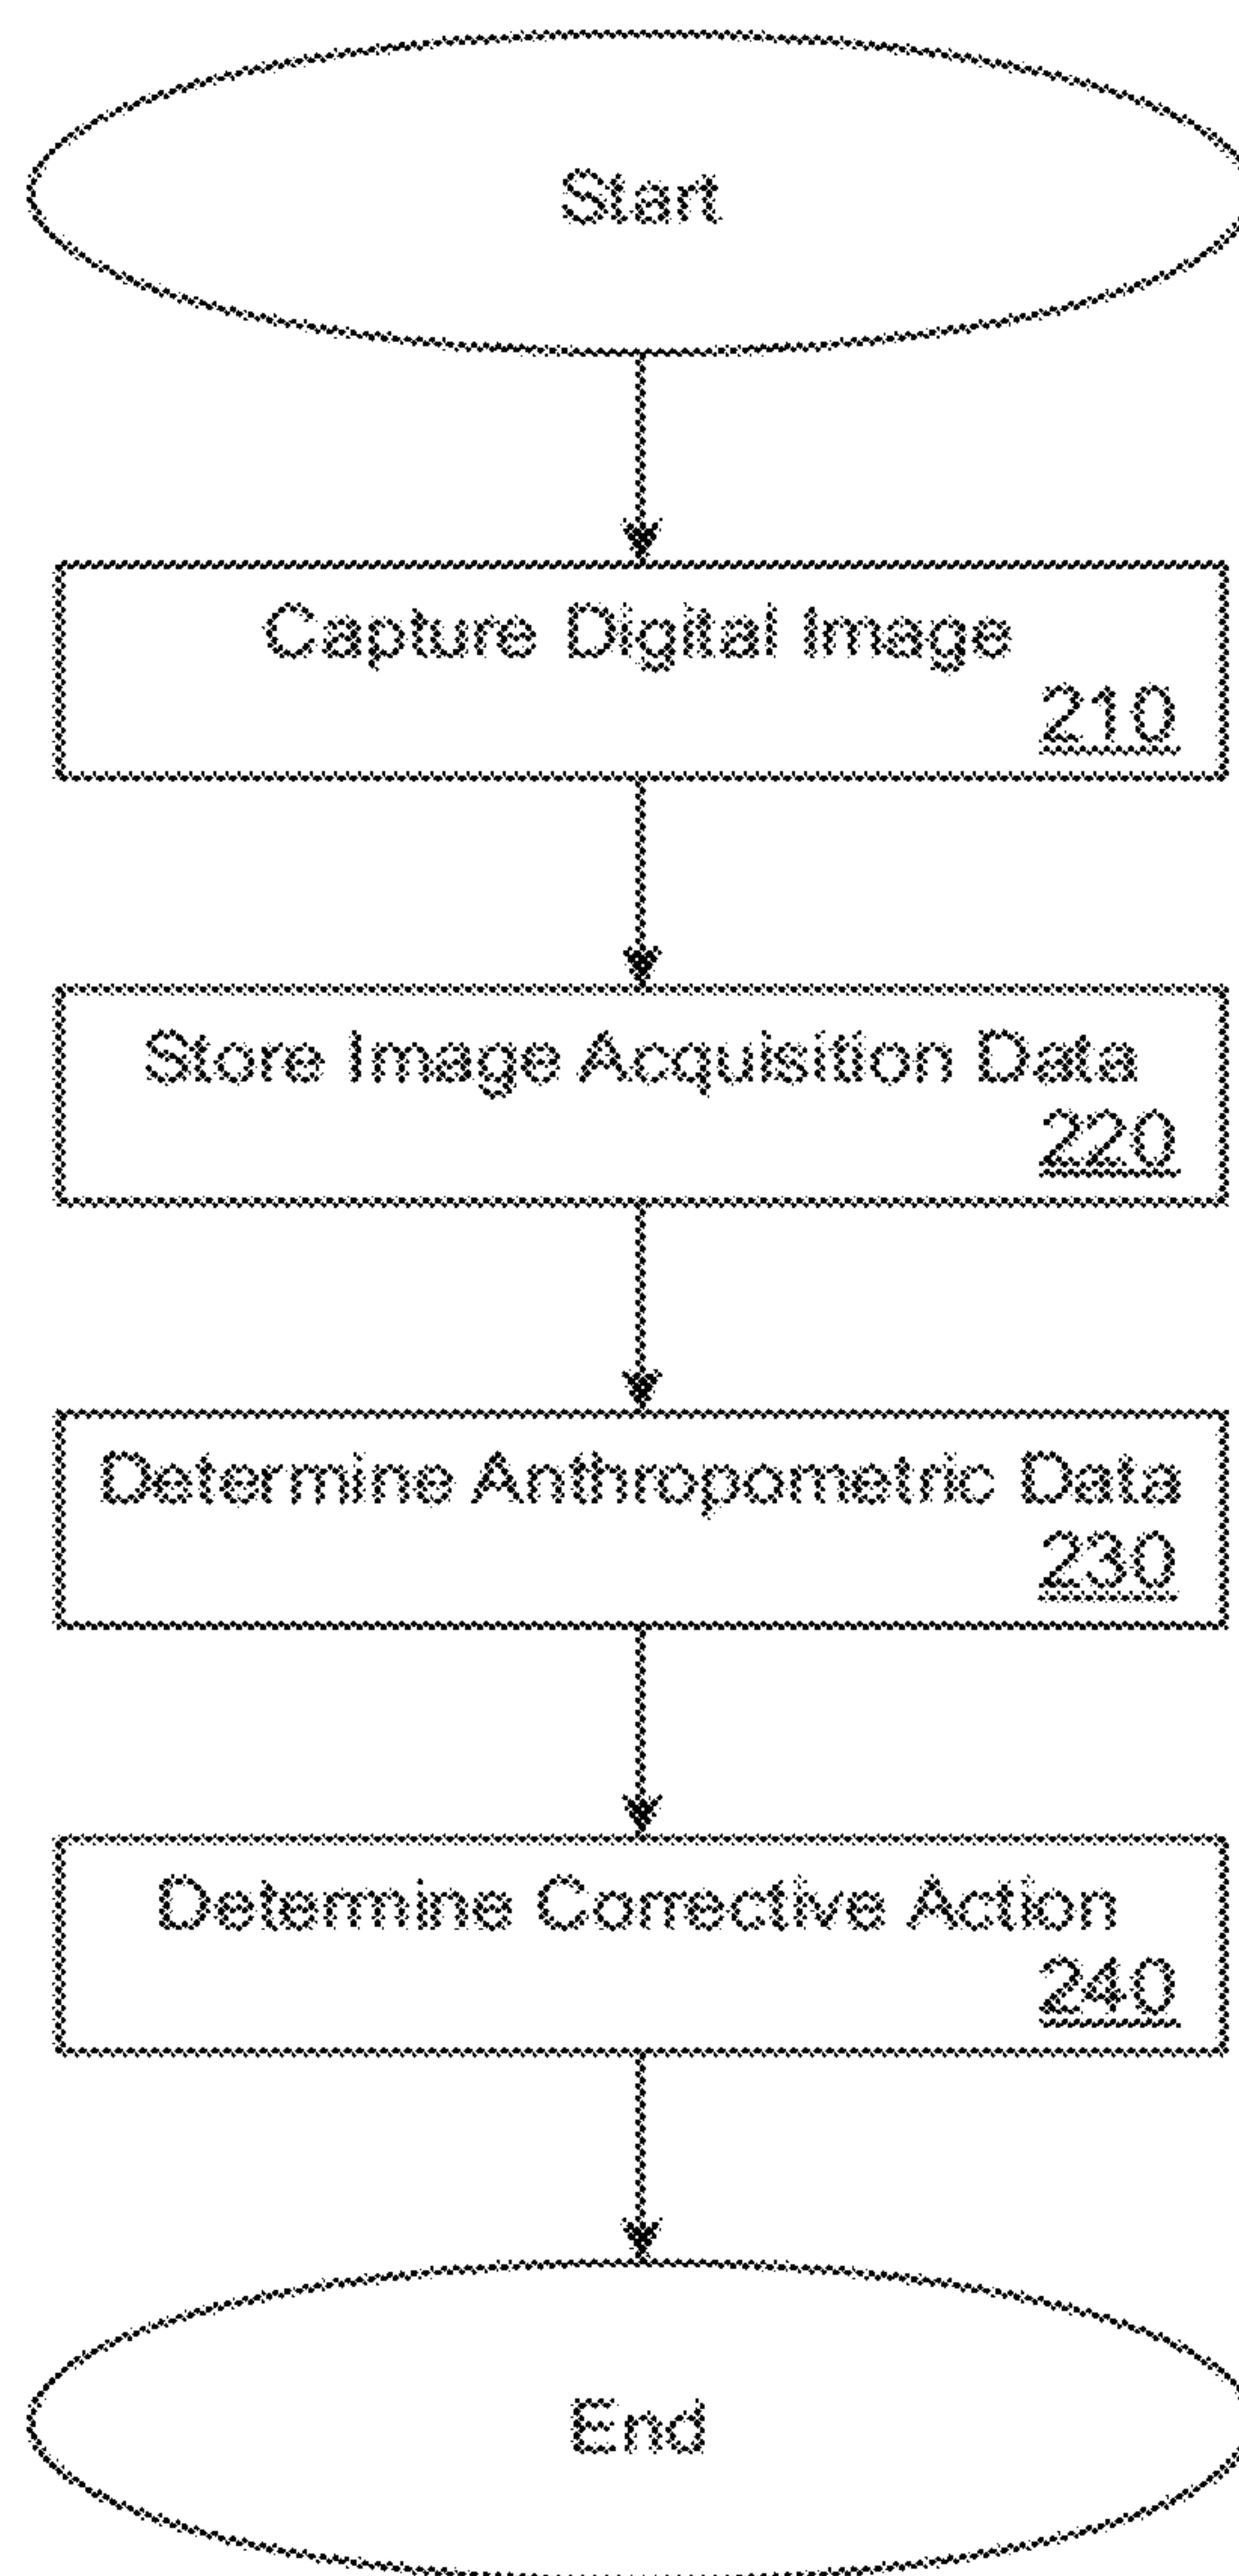 Start
Capture Digital Image
210
Store Image Acquisition Data
220
Determine Anthropometric Data
230
Determine Corrective Action
240
End